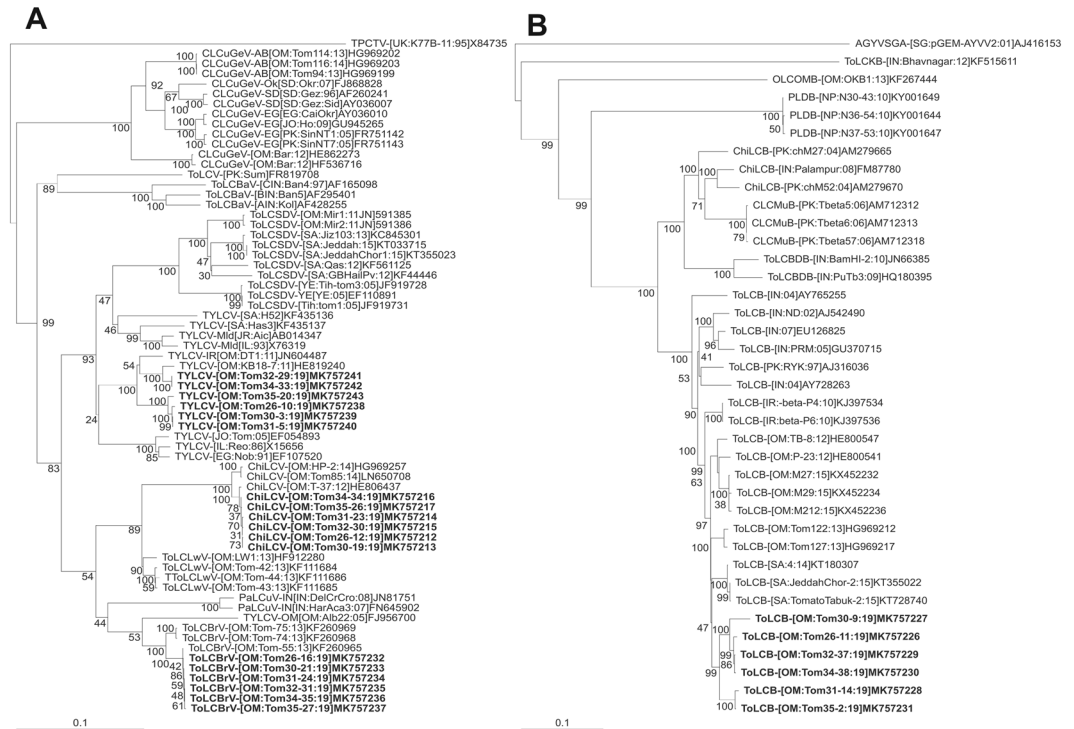 A
TPCTV-[UK:K77B-11:95]X84735
CLCuGeV-AB[OM:Tom114:13]HG969202
CLCuGeV-AB[OM:Tom116:14]HG969203
CLCuGeV-AB[OM:Tom94:13]HG969199
CLCuGeV-Ok[SD:Okr:07]FJ868828
CLCuGeV-SD[SD:Gez:96]AF260241
CLCuGeV-SD[SD:Gez:Sid]AY036007
CLCuGeV-EG[EG:CaiOkr]AY036010
CLCuGeV-EG[JO:Ho:09]GU945265
CLCuGeV-EG[PK:SinNT1:05]FR751142
CLCuGeV-EG[PK:SinNT7:05]FR751143
CLCuGeV-[OM:Bar:12]HE862273
CLCuGeV-[OM:Bar:12]HF536716
ToLCV-[PK:Sum]FR819708
ToLCBaV-[CIN:Ban4:97]AF165098
ToLCBaV-[BIN:Ban5]AF295401
ToLCBaV-[AIN:Kol]AF428255
ToLCSDV-[OM:Mir1:11JN]591385
ToLCSDV-[OM:Mir2:11JN]591386
ToLCSDV-[SA:Jiz103:13]KC845301
ToLCSDV-[SA:Jeddah:15]KT033715
ToLCSDV-[SA:JeddahChor1:15]KT355023
ToLCSDV-[SA:Qas:12]KF561125
ToLCSDV-[SA:GBHailPv:12]KF44446
ToLCSDV-[YE:Tih-tom3:05]JF919728
ToLCSDV-YE[YE:05]EF110891
ToLCSDV-[Tih:tom1:05]JF919731
TYLCV-[SA:H52]KF435136
TYLCV-[SA:Has3]KF435137
TYLCV-Mld[JR:Aic]AB014347
TYLCV-Mld[IL:93]X76319
TYLCV-IR[OM:DT1:11]JN604487
TYLCV-[OM:KB18-7:11]HE819240
TYLCV-[OM:Tom32-29:19]MK757241
TYLCV-[OM:Tom34-33:19]MK757242
TYLCV-[OM:Tom35-20:19]MK757243
TYLCV-[OM:Tom26-10:19]MK757238
TYLCV-[OM:Tom30-3:19]MK757239
TYLCV-[OM:Tom31-5:19]MK757240
TYLCV-[JO:Tom:05]EF054893
TYLCV-[IL:Reo:86]X15656
TYLCV-[EG:Nob:91]EF107520
ChiLCV-[OM:HP-2:14]HG969257
ChiLCV-[OM:Tom85:14]LN650708
ChiLCV-[OM:T-37:12]HE806437
ChiLCV-[OM:Tom34-34:19]MK757216
ChiLCV-[OM:Tom35-26:19]MK757217
ChiLCV-[OM:Tom31-23:19]MK757214
ChiLCV-[OM:Tom32-30:19]MK757215
ChiLCV-[OM:Tom26-12:19]MK757212
ChiLCV-[OM:Tom30-19:19]MK757213
ToLCLwV-[OM:LW1:13]HF912280
ToLCLwV-[OM:Tom-42:13]KF111684
TToLCLwV-[OM:Tom-44:13]KF111686
ToLCLwV-[OM:Tom-43:13]KF111685
PaLCuV-IN[IN:DelCrCro:08]JN81751
PaLCuV-IN[IN:HarAca3:07]FN645902
TYLCV-OM[OM:Alb22:05]FJ956700
ToLCBrV-[OM:Tom-75:13]KF260969
ToLCBrV-[OM:Tom-74:13]KF260968
ToLCBrV-[OM:Tom-55:13]KF260965
ToLCBrV-[OM:Tom26-16:19]MK757232
ToLCBrV-[OM:Tom30-21:19]MK757233
ToLCBrV-[OM:Tom31-24:19]MK757234
ToLCBrV-[OM:Tom32-31:19]MK757235
ToLCBrV-[OM:Tom34-35:19]MK757236
ToLCBrV-[OM:Tom35-27:19]MK757237
100
100
92
67
100
100
100
100
100
89
100
100
100
100
100
47
30
100
100
99
47
46
99
100
99
93
54
100
100
100
100
99
24
100
85
83
100
100
78
37
70
31
73
89
90
100
59
54
100
44
53
100
100
42
86
59
48
61
0.1
B
AGYVSGA-[SG:pGEM-AYVV2:01]AJ416153
ToLCKB-[IN:Bhavnagar:12]KF515611
OLCOMB-[OM:OKB1:13]KF267444
PLDB-[NP:N30-43:10]KY001649
PLDB-[NP:N36-54:10]KY001644
PLDB-[NP:N37-53:10]KY001647
ChiLCB-[PK:chM27:04]AM279665
ChiLCB-[IN:Palampur:08]FM87780
ChiLCB-[PK:chM52:04]AM279670
CLCMuB-[PK:Tbeta5:06]AM712312
CLCMuB-[PK:Tbeta6:06]AM712313
CLCMuB-[PK:Tbeta57:06]AM712318
ToLCBDB-[IN:BamHI-2:10]JN66385
ToLCBDB-[IN:PuTb3:09]HQ180395
ToLCB-[IN:04]AY765255
ToLCB-[IN:ND:02]AJ542490
ToLCB-[IN:07]EU126825
ToLCB-[IN:PRM:05]GU370715
ToLCB-[PK:RYK:97]AJ316036
ToLCB-[IN:04]AY728263
ToLCB-[IR:-beta-P4:10]KJ397534
ToLCB-[IR:-beta-P6:10]KJ397536
ToLCB-[OM:TB-8:12]HE800547
ToLCB-[OM:P-23:12]HE800541
ToLCB-[OM:M27:15]KX452232
ToLCB-[OM:M29:15]KX452234
ToLCB-[OM:M212:15]KX452236
ToLCB-[OM:Tom122:13]HG969212
ToLCB-[OM:Tom127:13]HG969217
ToLCB-[SA:4:14]KT180307
ToLCB-[SA:JeddahChor-2:15]KT355022
ToLCB-[SA:TomatoTabuk-2:15]KT728740
ToLCB-[OM:Tom30-9:19]MK757227
ToLCB-[OM:Tom26-11:19]MK757226
ToLCB-[OM:Tom32-37:19]MK757229
ToLCB-[OM:Tom34-38:19]MK757230
ToLCB-[OM:Tom31-14:19]MK757228
ToLCB-[OM:Tom35-2:19]MK757231
99
99
100
50
100
100
100
71
79
100
100
100
100
96
41
53
90
100
99
63
100
38
97
100
100
99
47
100
99
86
99
100
0.1